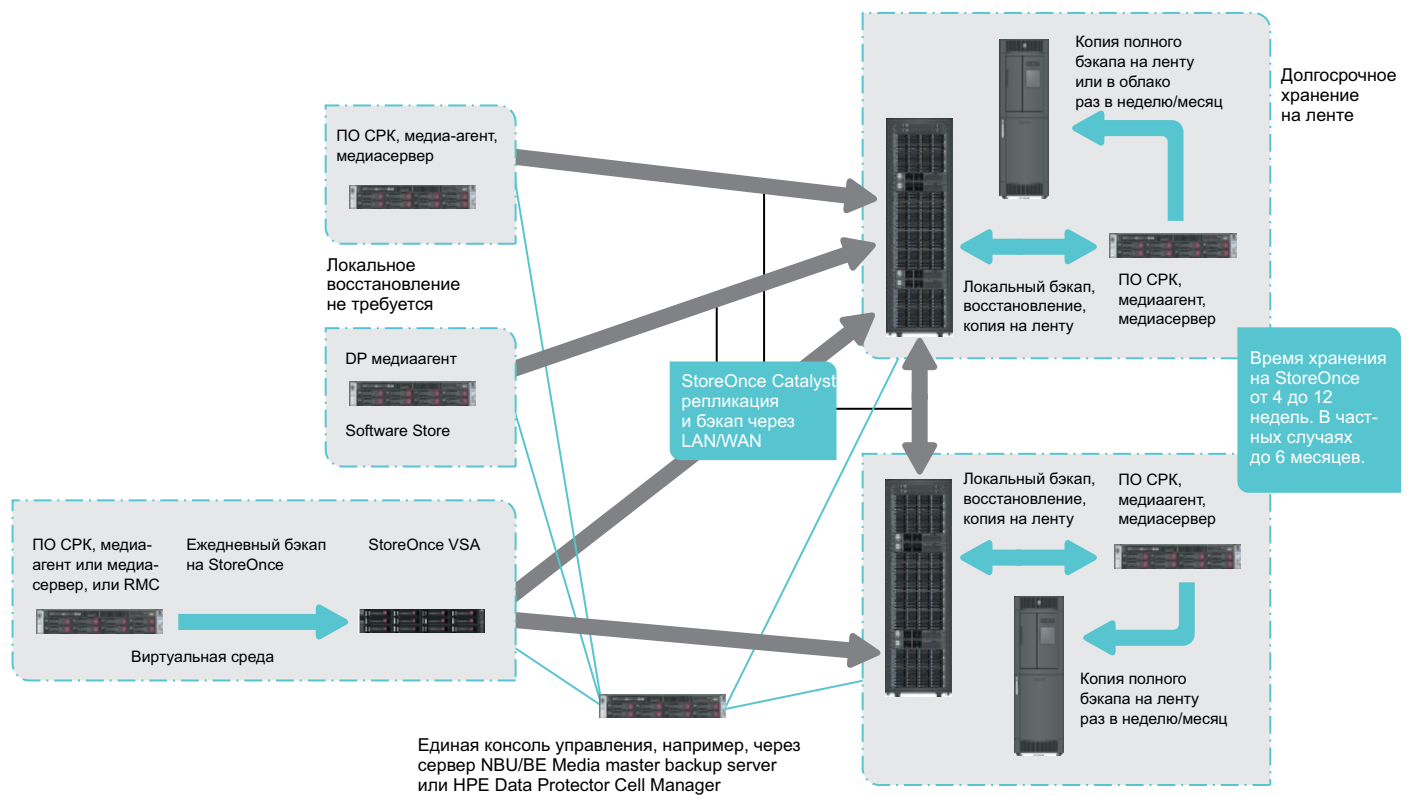 Копия полного
бэкапа на ленту
или в облако
раз в неделю/месяц
Долгосрочное
хранение
на ленте
ПО СРК, медиа-агент,
медиасервер
Локальное
восстановление
не требуется
Локальный бэкап,
восстановление,
копия на ленту
ПО СРК,
медиаагент,
медиасервер
DP медиаагент
Software Store
StoreOnce Catalyst
репликация
и бэкап через
LAN/WAN
Время хранения
на StoreOnce
от 4 до 12
недель. В част-
ных случаях
до 6 месяцев.
Локальный бэкап,
восстановление,
копия на ленту
ПО СРК,
медиаагент,
медиасервер
ПО СРК, медиа-
агент или медиа-
сервер, или RMC
Ежедневный бэкап
на StoreOnce
StoreOnce VSA
Виртуальная среда
Копия полного
бэкапа на ленту
раз в неделю/месяц
Единая консоль управления, например, через
сервер NBU/BE Media master backup server
или HPE Data Protector Cell Manager